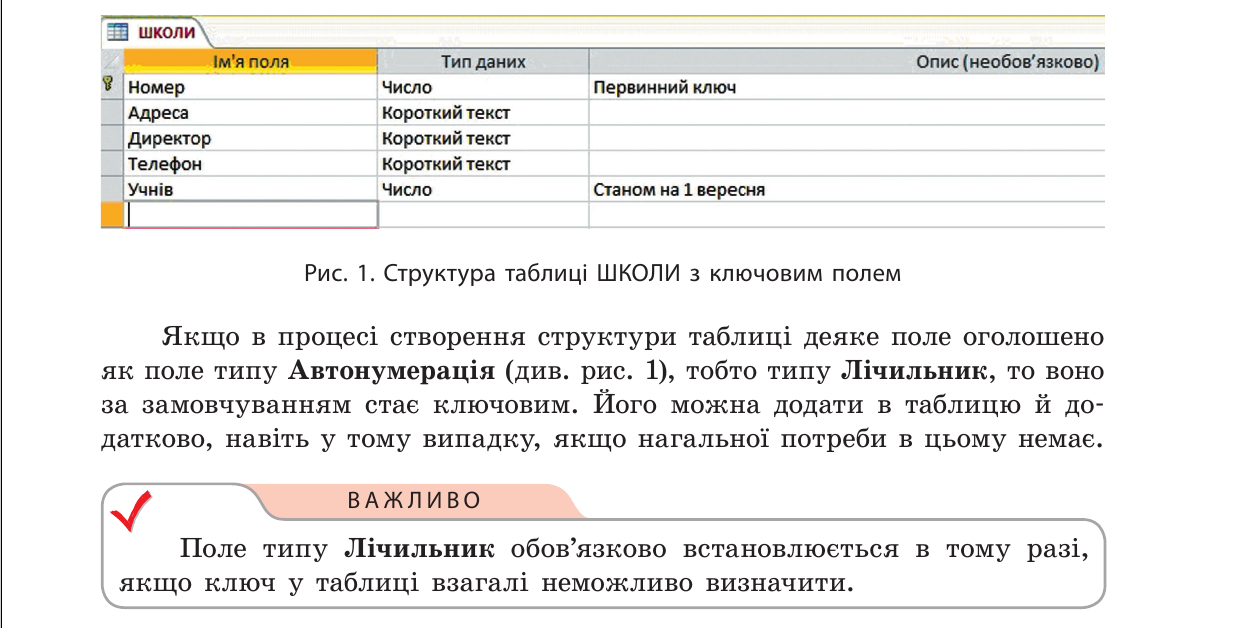 ШКОЛИ
Ім'я поля Тип даних Опис (необов'язково)
Номер Число Первинний ключ
Адреса Короткий текст
Директор Короткий текст
Телефон Короткий текст
Учнів Число Станом на 1 вересня
Рис. 1. Структура таблиці ШКОЛИ з ключовим полем
Якщо в процесі створення структури таблиці деяке поле оголошено
як поле типу Автонумерація (див. рис. 1), тобто типу Лічильник, то воно
за замовчуванням стає ключовим. Його можна додати в таблицю й до-
датково, навіть у тому випадку, якщо нагальної потреби в цьому немає.
ВАЖЛИВО
Поле типу Лічильник обов’язково встановлюється в тому разі,
якщо ключ у таблиці взагалі неможливо визначити.